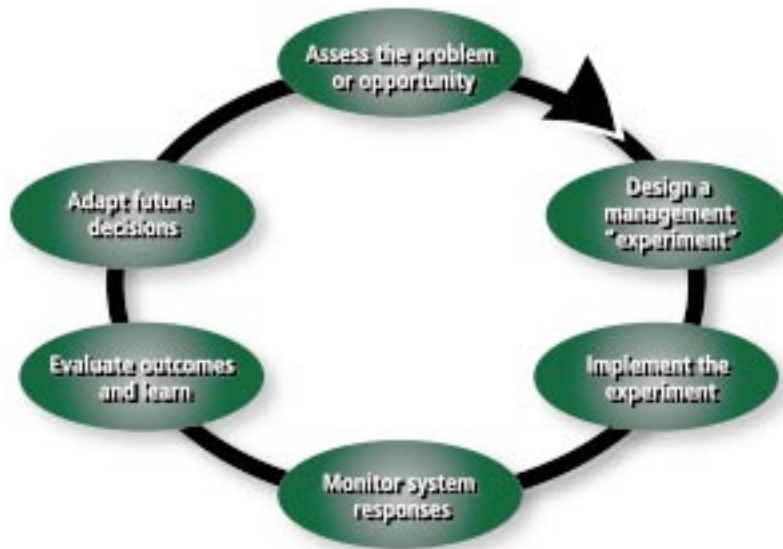 Assess the problem
or opportunity
Design a
management
"experiment"
Implement the
experiment
Monitor system
responses
Evaluate outcomes
and learn
Adapt future
decisions